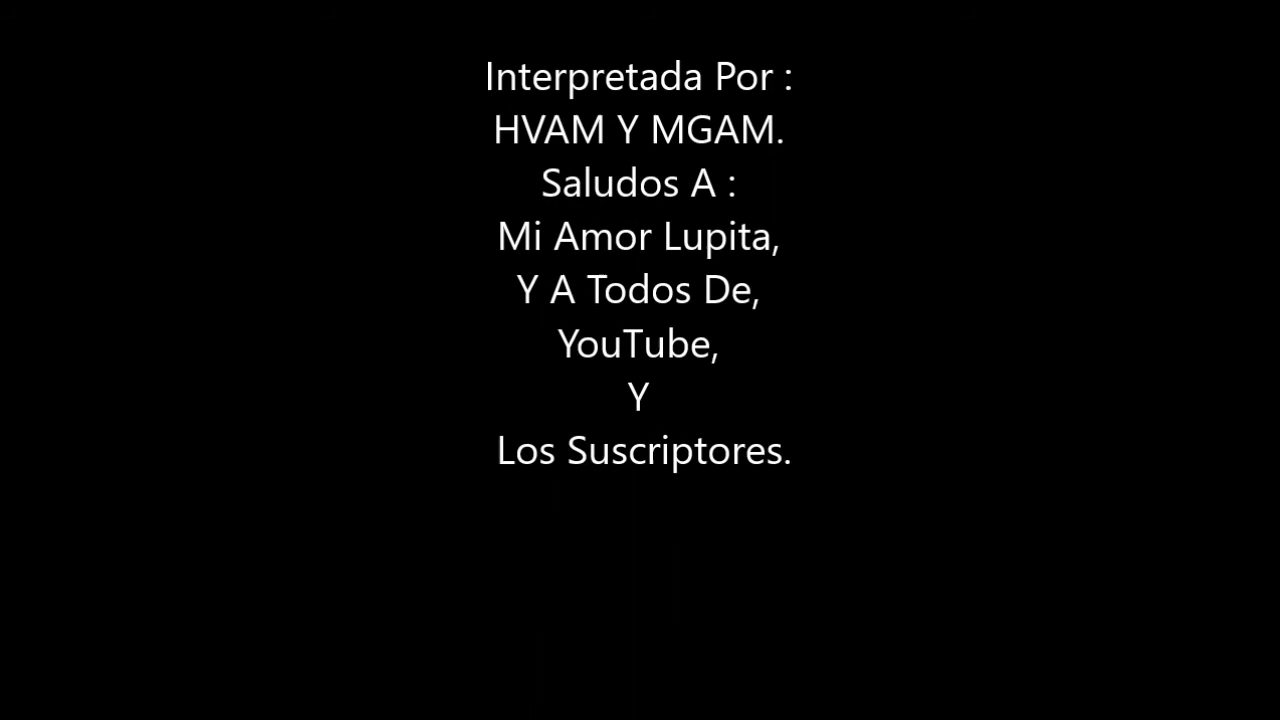 Interpretada Por :
HVAM Y MGAM.
Saludos A :
Mi Amor Lupita,
Y A Todos De,
YouTube,
Y
Los Suscriptores.